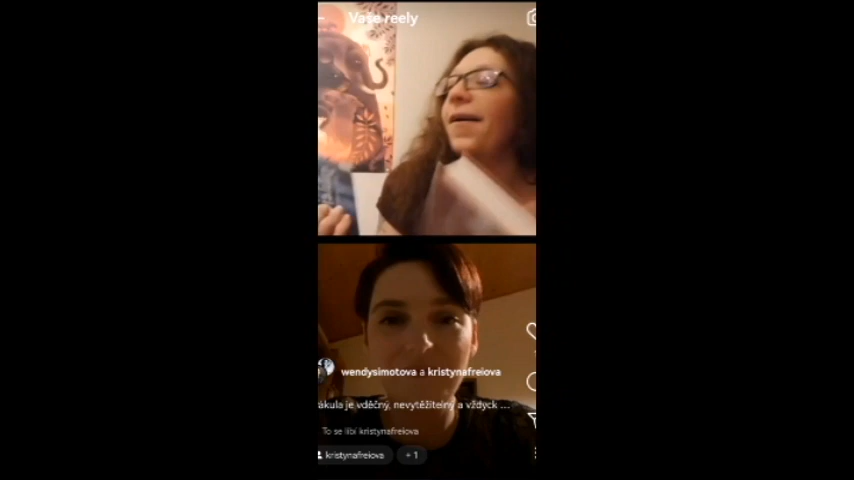 Vaše reely
wendysimotova a kristynafreiova
ákula je vděčný, nevytěžitelný a vždyck ...
To se líbí kristynafreiova
kristynafreiova
+ 1